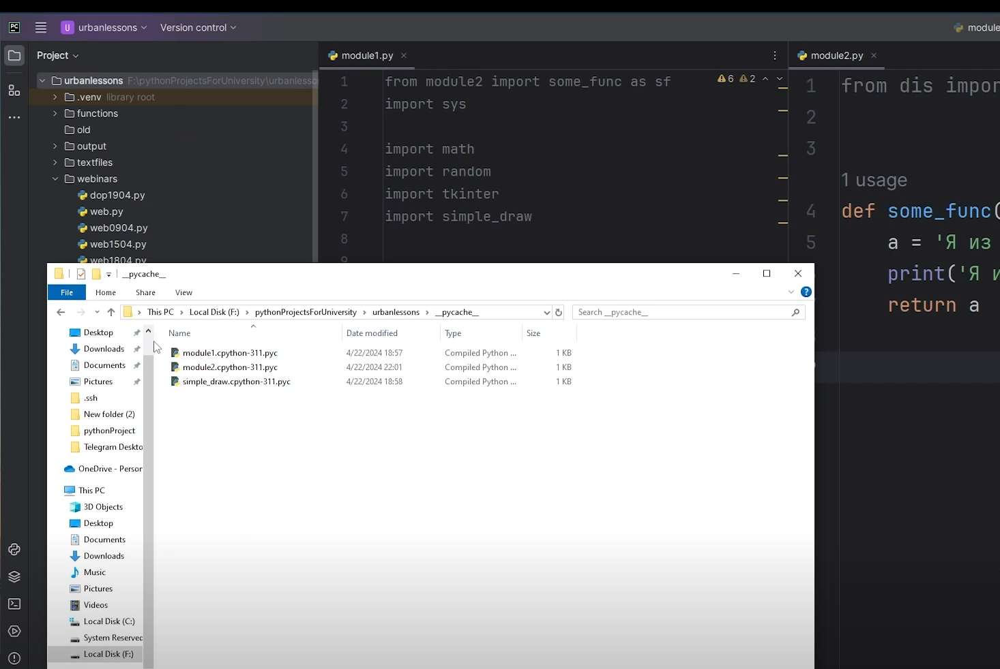 PC
U urbanlessons
Version control
module
Project
urbanlessons F:\pythonProjectsForUniversity\urbanlesso
.venv library root
functions
old
output
textfiles
webinars
dop1904.py
web.py
web0904.py
web1504.py
web1804.py
module1.py
6 2
1 from module2 import some_func as sf
2 import sys
3
4 import math
5 import random
6 import tkinter
7 import simple_draw
8
9
module2.py
1 from dis impor
2
3
1 usage
4 def some_func(
5 a = 'Я из
print('Я и
return a
__pycache__
File Home Share View
This PC Local Disk (F:) pythonProjectsForUniversity urbanlessons __pycache__
Search __pycache__
Desktop
Downloads
Documents
Pictures
.ssh
New folder (2)
pythonProject
Telegram Deskto
OneDrive - Person
This PC
3D Objects
Desktop
Documents
Downloads
Music
Pictures
Videos
Local Disk (C:)
System Reserved
Local Disk (F:)
Name Date modified Type Size
module1.cpython-311.pyc 4/22/2024 18:57 Compiled Python ... 1 KB
module2.cpython-311.pyc 4/22/2024 22:01 Compiled Python ... 1 KB
simple_draw.cpython-311.pyc 4/22/2024 18:58 Compiled Python ... 1 KB